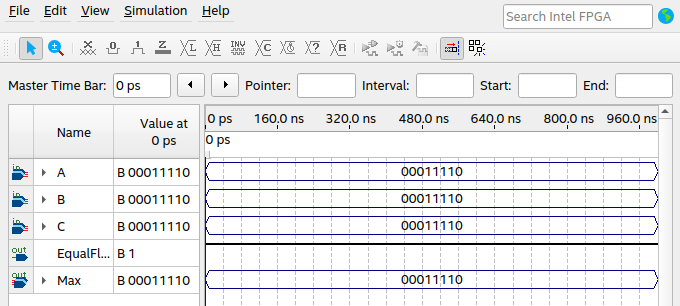 File Edit View Simulation Help
Search Intel FPGA
Master Time Bar: 0 ps Pointer: Interval: Start: End:
Name Value at 0 ps
0 ps 160.0 ns 320.0 ns 480.0 ns 640.0 ns 800.0 ns 960.0 ns
0 ps
in A B 00011110 00011110
in B B 00011110 00011110
in C B 00011110 00011110
out EqualFl... B 1
out Max B 00011110 00011110